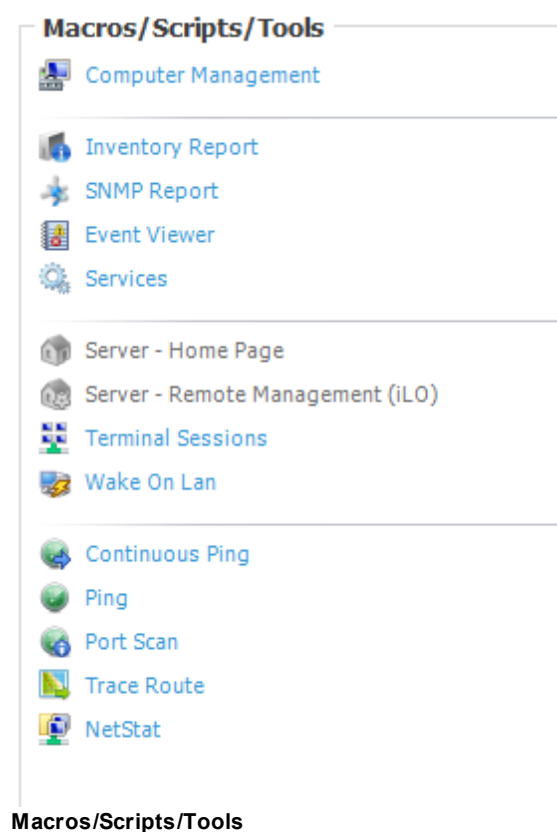 Macros/Scripts/Tools
Computer Management
Inventory Report
SNMP Report
Event Viewer
Services
Server - Home Page
Server - Remote Management (iLO)
Terminal Sessions
Wake On Lan
Continuous Ping
Ping
Port Scan
Trace Route
NetStat
Macros/Scripts/Tools